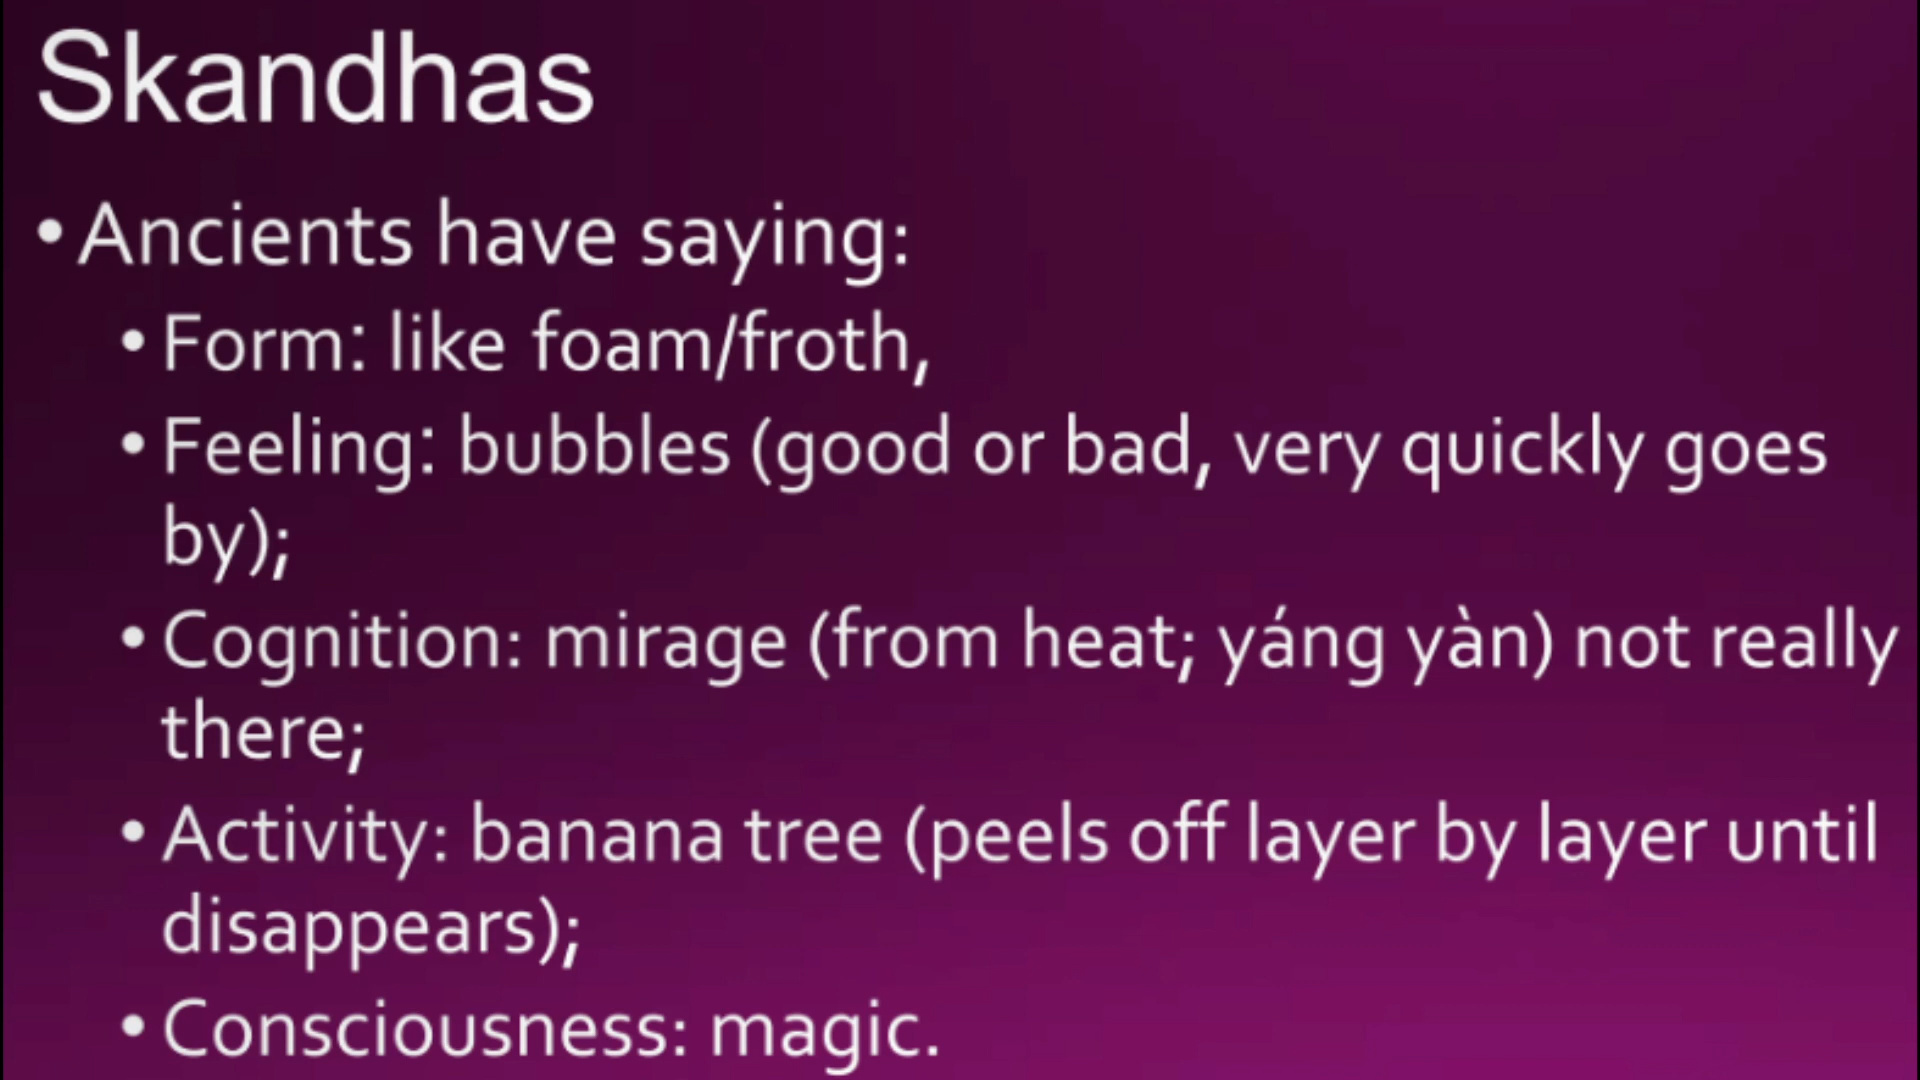 Skandhas
• Ancients have saying:
• Form: like foam/froth,
• Feeling: bubbles (good or bad, very quickly goes
by);
• Cognition: mirage (from heat; yáng yàn) not really
there;
• Activity: banana tree (peels off layer by layer until
disappears);
• Consciousness: magic.